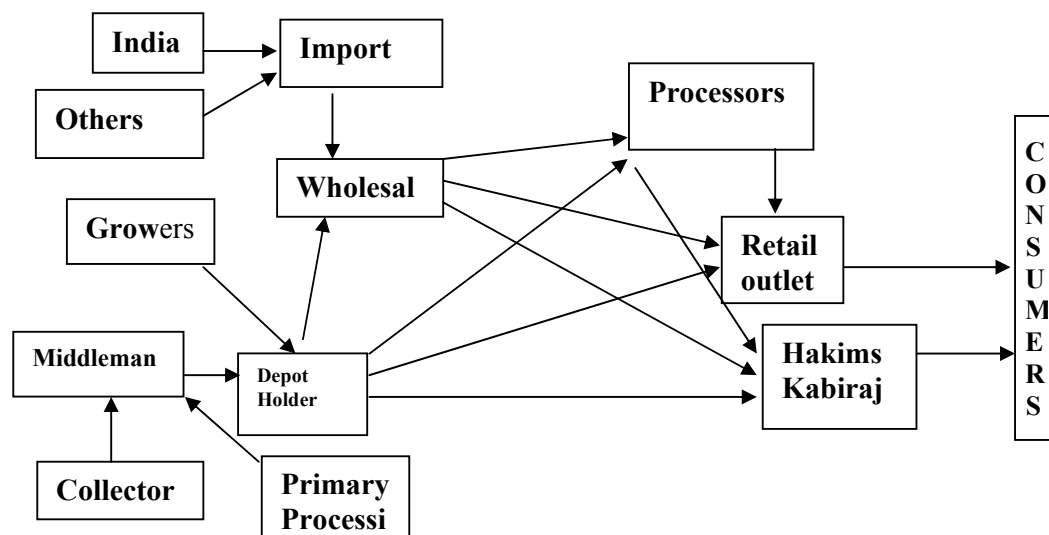 India
Import
Others
Processors
Wholesal
Growers
Retail
outlet
Middleman
Depot
Holder
Hakims
Kabiraj
Collector
Primary
Processi
C
O
N
S
U
M
E
R
S